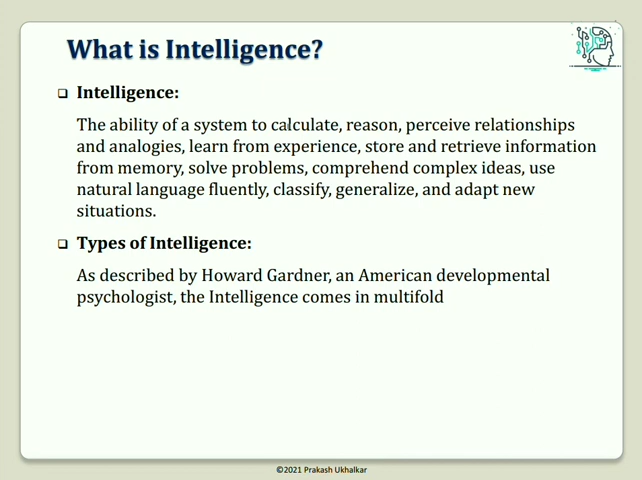 What is Intelligence?
Intelligence:
The ability of a system to calculate, reason, perceive relationships
and analogies, learn from experience, store and retrieve information
from memory, solve problems, comprehend complex ideas, use
natural language fluently, classify, generalize, and adapt new
situations.
Types of Intelligence:
As described by Howard Gardner, an American developmental
psychologist, the Intelligence comes in multifold
©2021 Prakash Ukhalkar